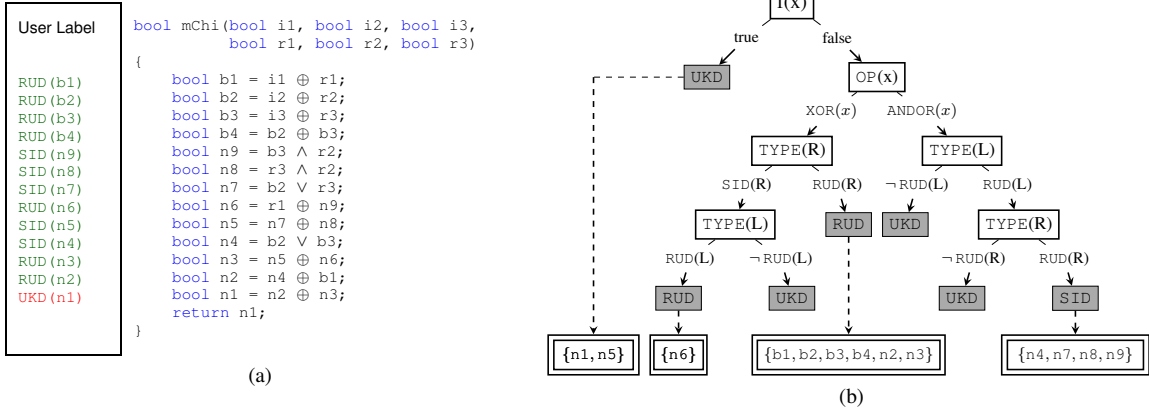 User Label
RUD(b1)
RUD(b2)
RUD(b3)
RUD(b4)
SID(n9)
SID(n8)
SID(n7)
RUD(n6)
SID(n5)
SID(n4)
RUD(n3)
RUD(n2)
UKD(n1)
bool mChi(bool i1, bool i2, bool i3,
bool r1, bool r2, bool r3)
{
bool b1 = i1 ⊕ r1;
bool b2 = i2 ⊕ r2;
bool b3 = i3 ⊕ r3;
bool b4 = b2 ⊕ b3;
bool n9 = b3 ∧ r2;
bool n8 = r3 ∧ r2;
bool n7 = b2 ∨ r3;
bool n6 = r1 ⊕ n9;
bool n5 = n7 ⊕ n8;
bool n4 = b2 ∨ b3;
bool n3 = n5 ⊕ n6;
bool n2 = n4 ⊕ b1;
bool n1 = n2 ⊕ n3;
return n1;
}
(a)
f(x)
true false
UKD OP(x)
XOR(x) ANDOR(x)
TYPE(R) TYPE(L)
SID(R) RUD(R) ¬RUD(L) RUD(L)
TYPE(L) RUD UKD TYPE(R)
RUD(L) ¬RUD(L) ¬RUD(R) RUD(R)
RUD UKD UKD SID
{n1,n5} {n6} {b1,b2,b3,b4,n2,n3} {n4,n7,n8,n9}
(b)